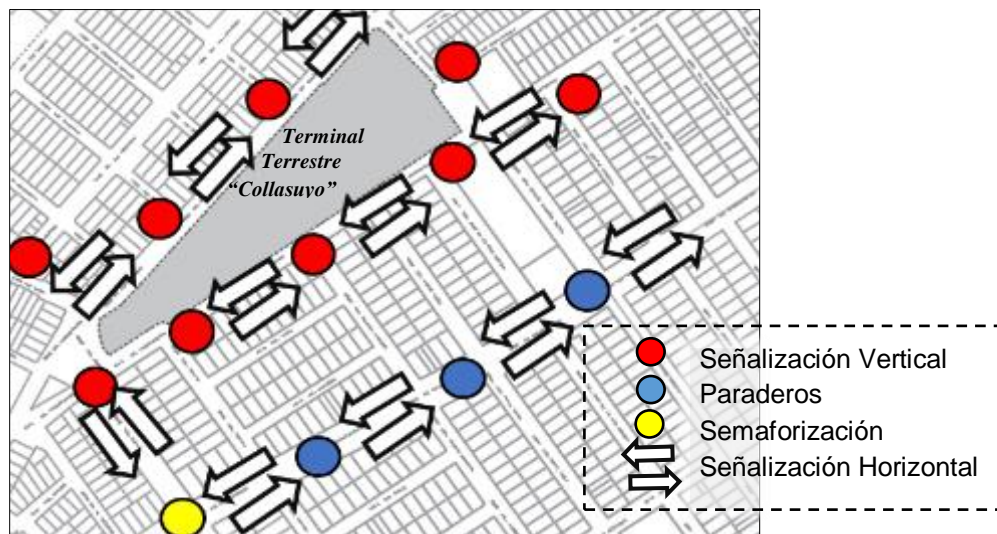 Terminal
Terrestre
“Collasuyo”
Señalización Vertical
Paraderos
Semaforización
Señalización Horizontal